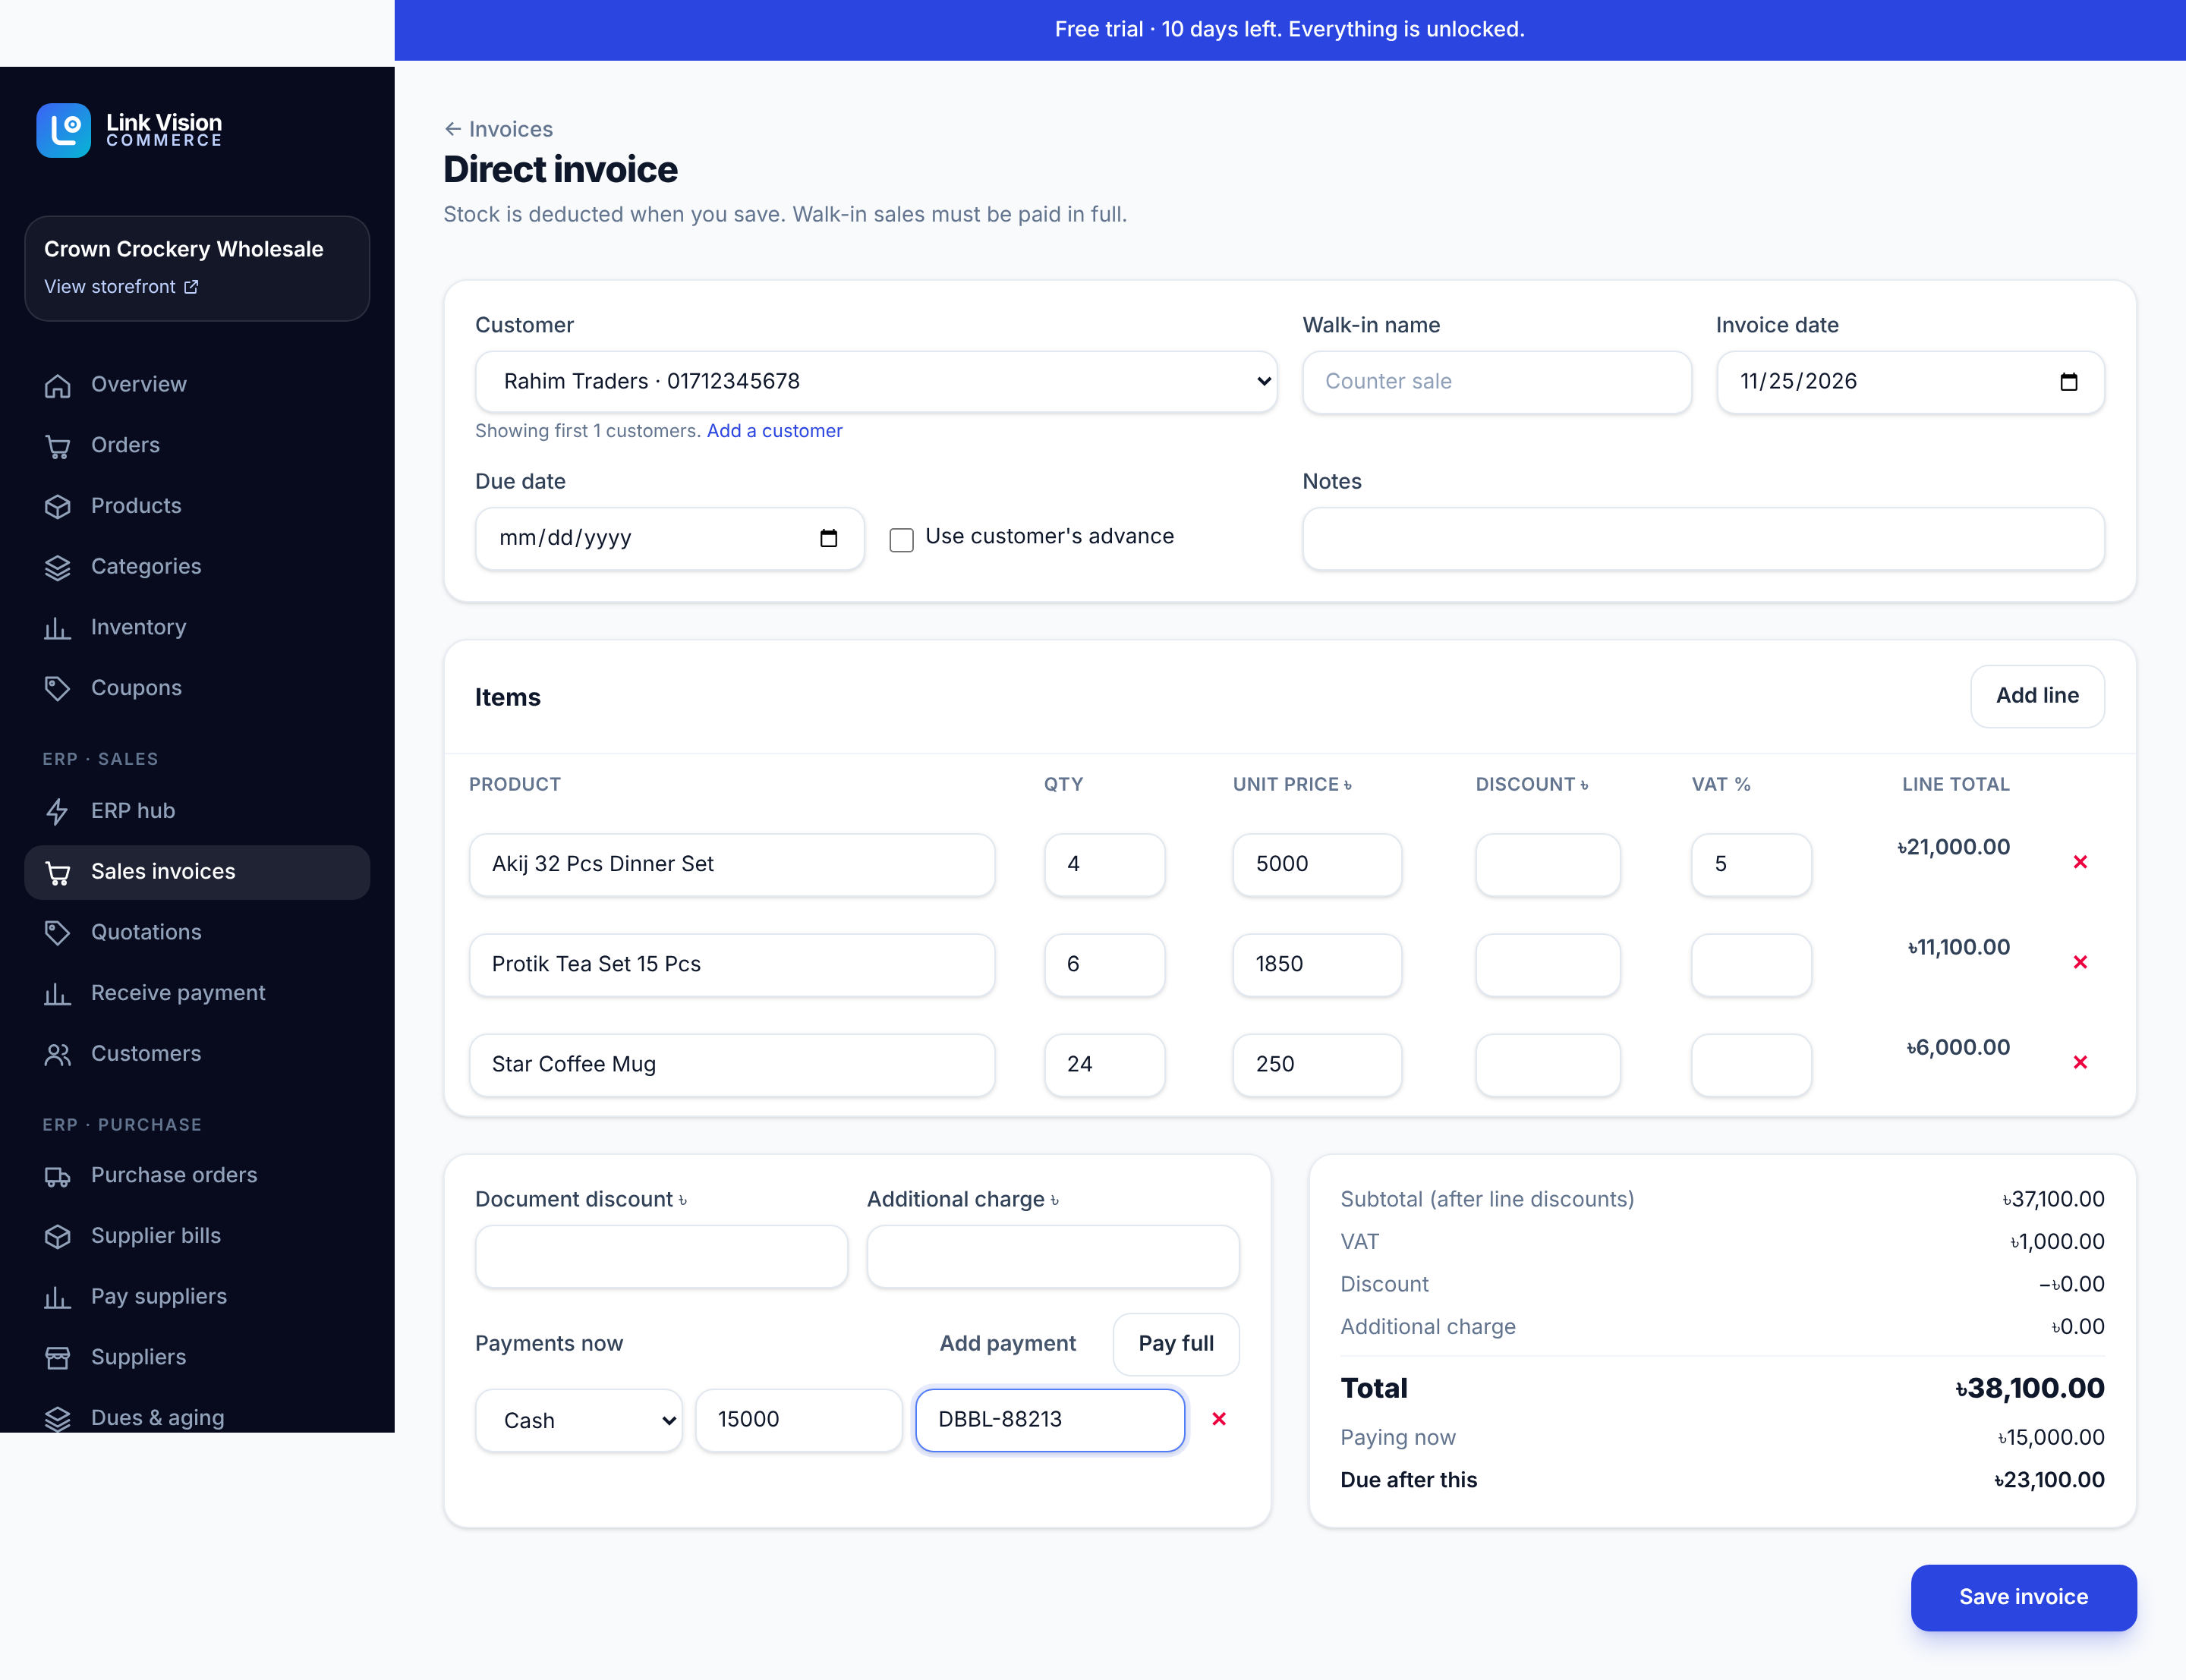 Free trial · 10 days left. Everything is unlocked.
Link Vision
COMMERCE
Crown Crockery Wholesale
View storefront
Overview
Orders
Products
Categories
Inventory
Coupons
ERP · SALES
ERP hub
Sales invoices
Quotations
Receive payment
Customers
ERP · PURCHASE
Purchase orders
Supplier bills
Pay suppliers
Suppliers
Dues & aging
← Invoices
Direct invoice
Stock is deducted when you save. Walk-in sales must be paid in full.
Customer Walk-in name Invoice date
Rahim Traders · 01712345678 Counter sale 11/25/2026
Showing first 1 customers. Add a customer
Due date Notes
mm/dd/yyyy Use customer's advance
Items Add line
PRODUCT QTY UNIT PRICE ৳ DISCOUNT ৳ VAT % LINE TOTAL
Akij 32 Pcs Dinner Set 4 5000 5 ৳21,000.00 ×
Protik Tea Set 15 Pcs 6 1850 ৳11,100.00 ×
Star Coffee Mug 24 250 ৳6,000.00 ×
Document discount ৳ Additional charge ৳
Payments now Add payment Pay full
Cash 15000 DBBL-88213 ×
Subtotal (after line discounts) ৳37,100.00
VAT ৳1,000.00
Discount −৳0.00
Additional charge ৳0.00
Total ৳38,100.00
Paying now ৳15,000.00
Due after this ৳23,100.00
Save invoice